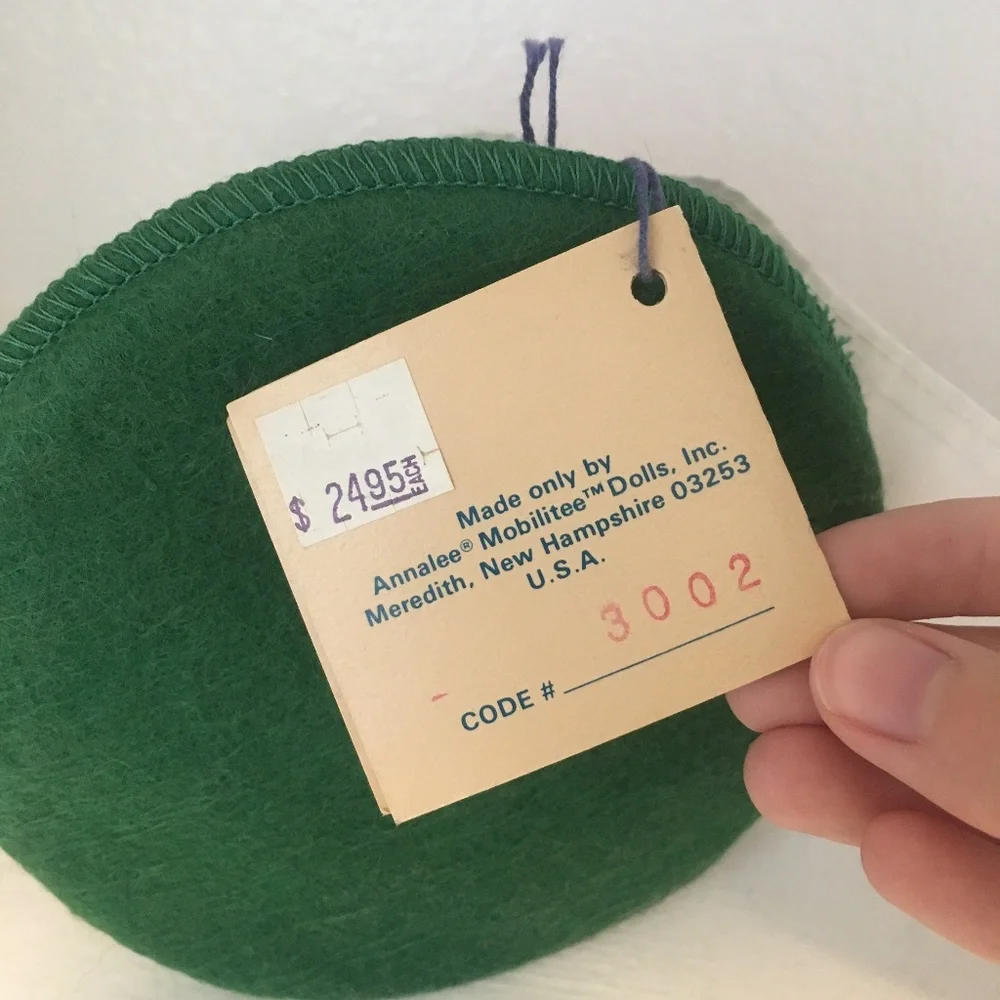 $ 2495 EACH
Made only by
Annalee® Mobilitee™ Dolls, Inc.
Meredith, New Hampshire 03253
U.S.A.
3002
CODE #